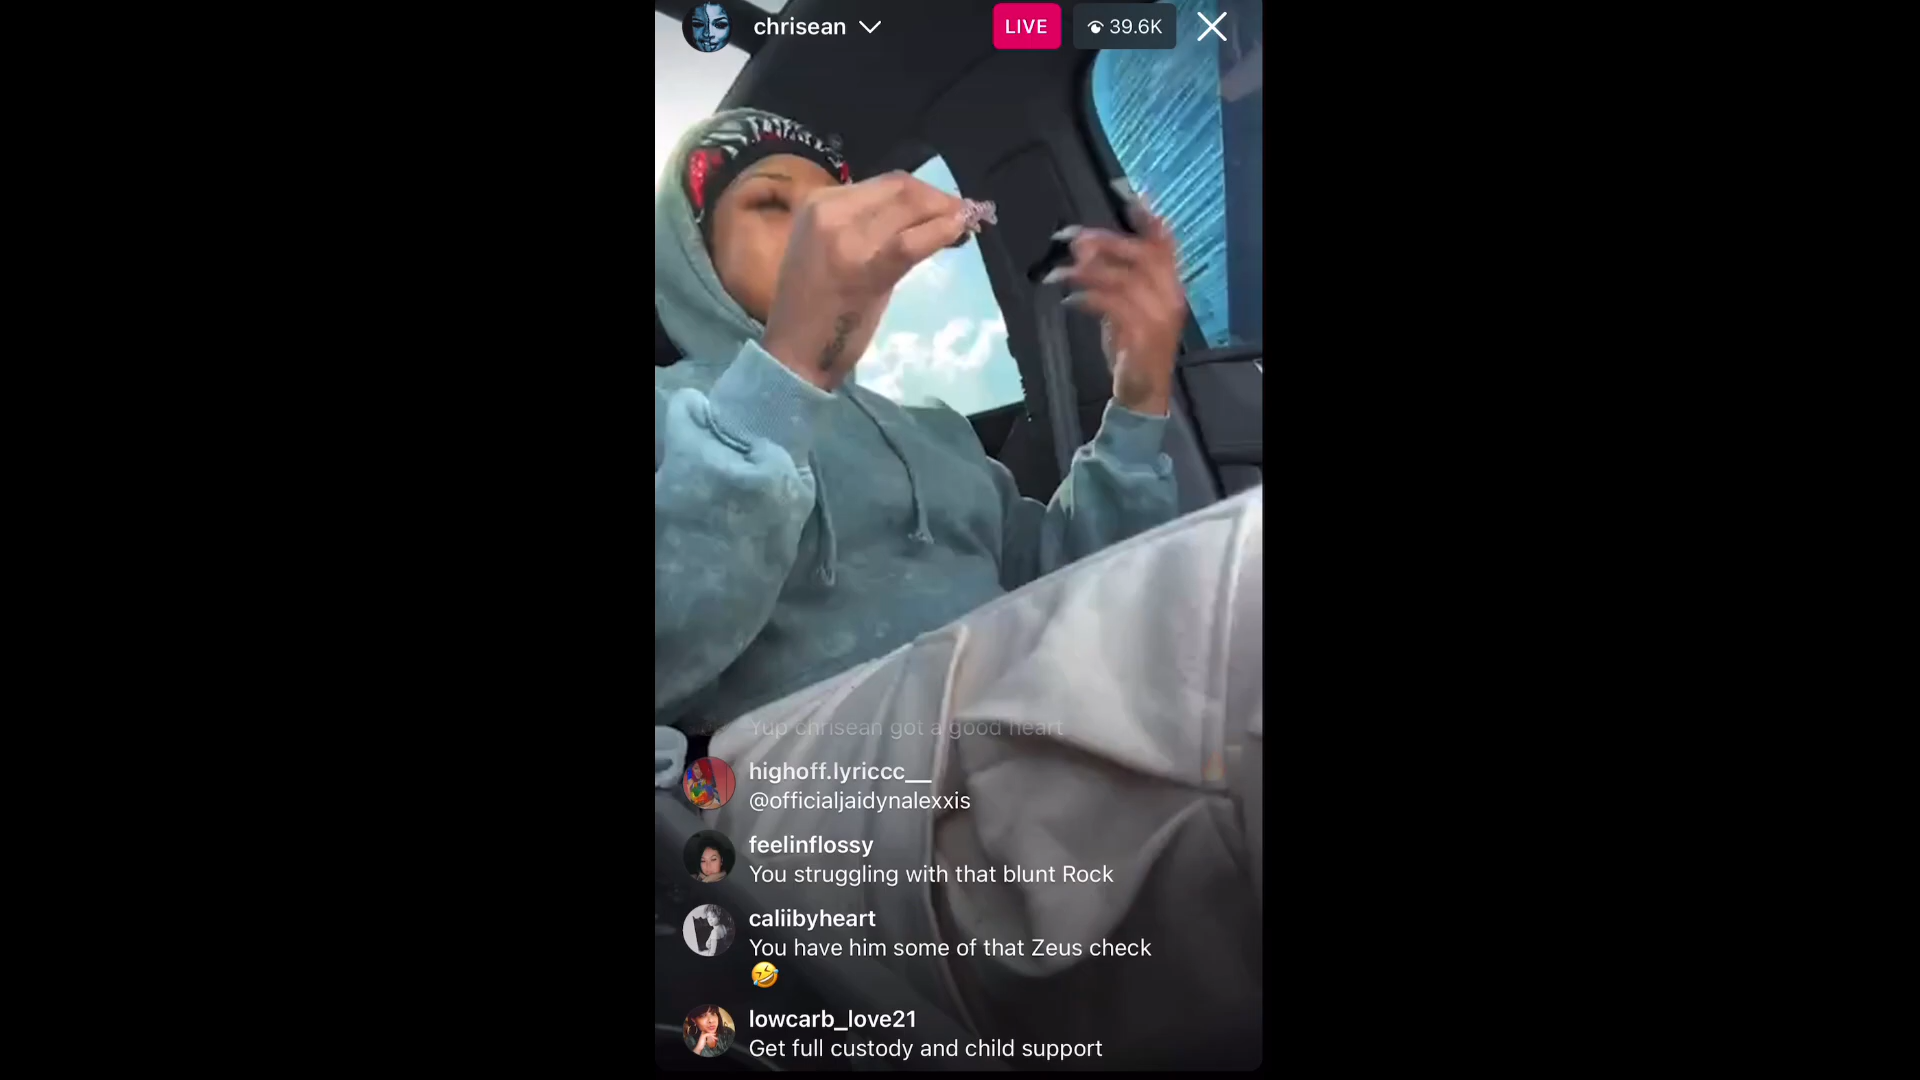 chrisean
LIVE
39.6K
Yup chrisean got a good heart
highoff.lyriccc__
@officialjaidynalexxis
feelinflossy
You struggling with that blunt Rock
caliibyheart
You have him some of that Zeus check
🤣
lowcarb_love21
Get full custody and child support